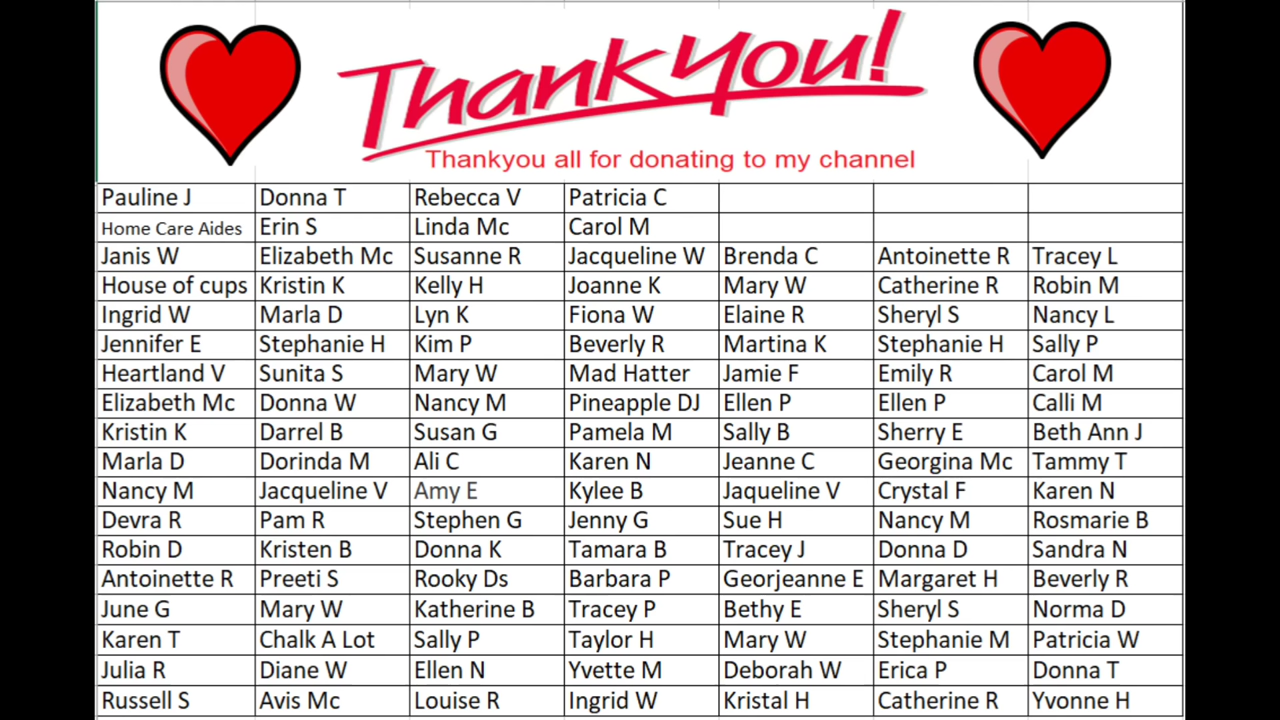 Thankyou!
Thankyou all for donating to my channel
Pauline J Donna T Rebecca V Patricia C
Home Care Aides Erin S Linda Mc Carol M
Janis W Elizabeth Mc Susanne R Jacqueline W Brenda C Antoinette R Tracey L
House of cups Kristin K Kelly H Joanne K Mary W Catherine R Robin M
Ingrid W Marla D Lyn K Fiona W Elaine R Sheryl S Nancy L
Jennifer E Stephanie H Kim P Beverly R Martina K Stephanie H Sally P
Heartland V Sunita S Mary W Mad Hatter Jamie F Emily R Carol M
Elizabeth Mc Donna W Nancy M Pineapple DJ Ellen P Ellen P Calli M
Kristin K Darrel B Susan G Pamela M Sally B Sherry E Beth Ann J
Marla D Dorinda M Ali C Karen N Jeanne C Georgina Mc Tammy T
Nancy M Jacqueline V Amy E Kylee B Jaqueline V Crystal F Karen N
Devra R Pam R Stephen G Jenny G Sue H Nancy M Rosmarie B
Robin D Kristen B Donna K Tamara B Tracey J Donna D Sandra N
Antoinette R Preeti S Rooky Ds Barbara P Georjeanne E Margaret H Beverly R
June G Mary W Katherine B Tracey P Bethy E Sheryl S Norma D
Karen T Chalk A Lot Sally P Taylor H Mary W Stephanie M Patricia W
Julia R Diane W Ellen N Yvette M Deborah W Erica P Donna T
Russell S Avis Mc Louise R Ingrid W Kristal H Catherine R Yvonne H